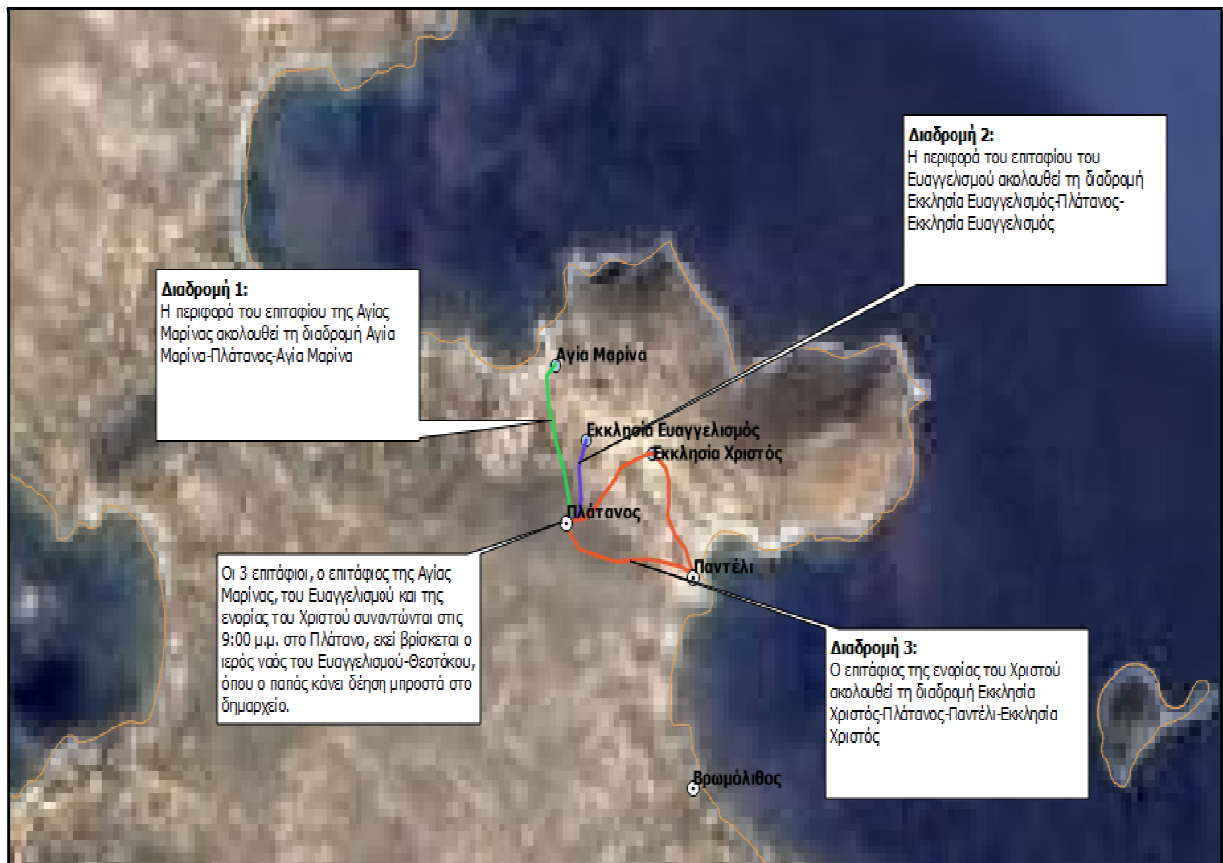 Διαδρομή 2:
Η περιφορά του επιταφίου του
Ευαγγελισμού ακολουθεί τη διαδρομή
Εκκλησία Ευαγγελισμός-Πλάτανος-
Εκκλησία Ευαγγελισμός
Διαδρομή 1:
Η περιφορά του επιταφίου της Αγίας
Μαρίνας ακολουθεί τη διαδρομή Αγία
Μαρίνα-Πλάτανος-Αγία Μαρίνα
Αγία Μαρίνα
Εκκλησία Ευαγγελισμός
Εκκλησία Χριστός
Πλάτανος
Παντέλι
Οι 3 επιτάφιοι, ο επιτάφιος της Αγίας
Μαρίνας, του Ευαγγελισμού και της
ενορίας του Χριστού συναντώνται στις
9:00 μ.μ. στο Πλάτανο, εκεί βρίσκεται ο
ιερός ναός του Ευαγγελισμού-Θεοτόκου,
όπου ο παπάς κάνει δέηση μπροστά στο
δημαρχείο.
Διαδρομή 3:
Ο επιτάφιος της ενορίας του Χριστού
ακολουθεί τη διαδρομή Εκκλησία
Χριστός-Πλάτανος-Παντέλι-Εκκλησία
Χριστός
Βρωμόλιθος